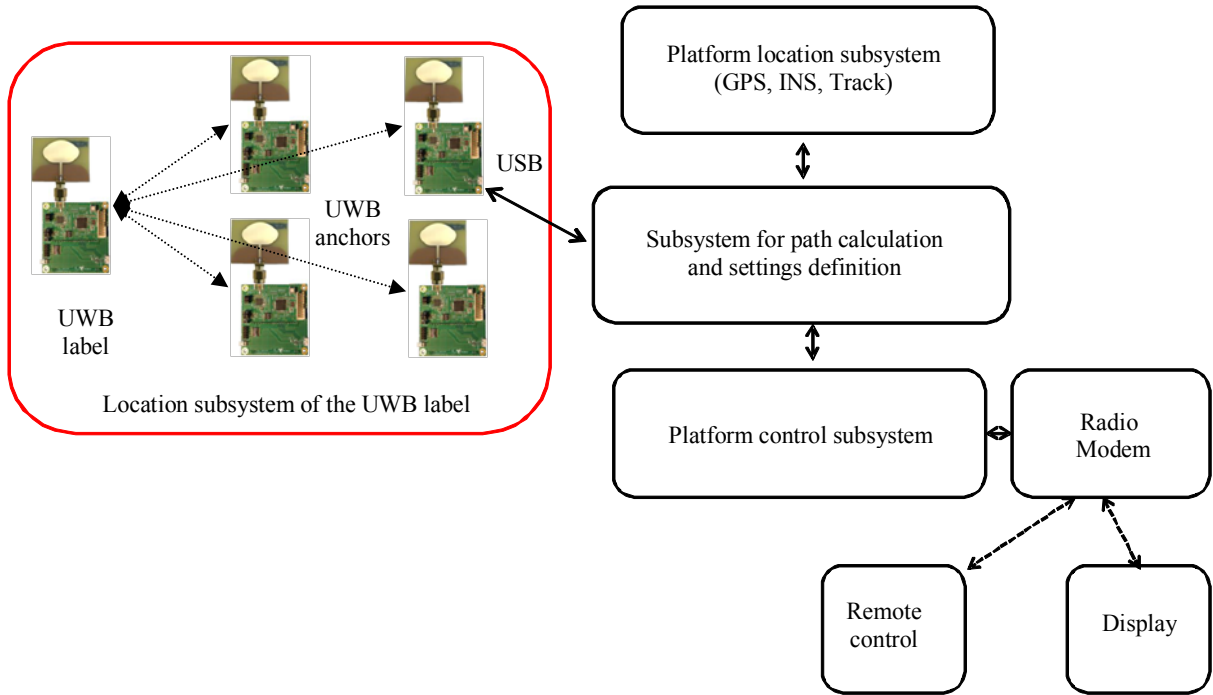 Platform location subsystem
(GPS, INS, Track)
USB
UWB
anchors
Subsystem for path calculation
and settings definition
UWB
label
Location subsystem of the UWB label
Platform control subsystem
Radio
Modem
Remote
control
Display